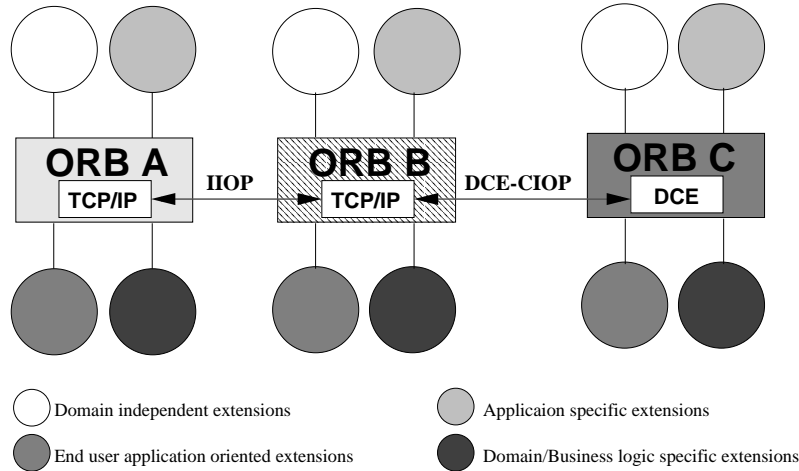 ORB A
TCP/IP
IIOP
ORB B
TCP/IP
DCE-CIOP
ORB C
DCE
Domain independent extensions
Applicaion specific extensions
End user application oriented extensions
Domain/Business logic specific extensions